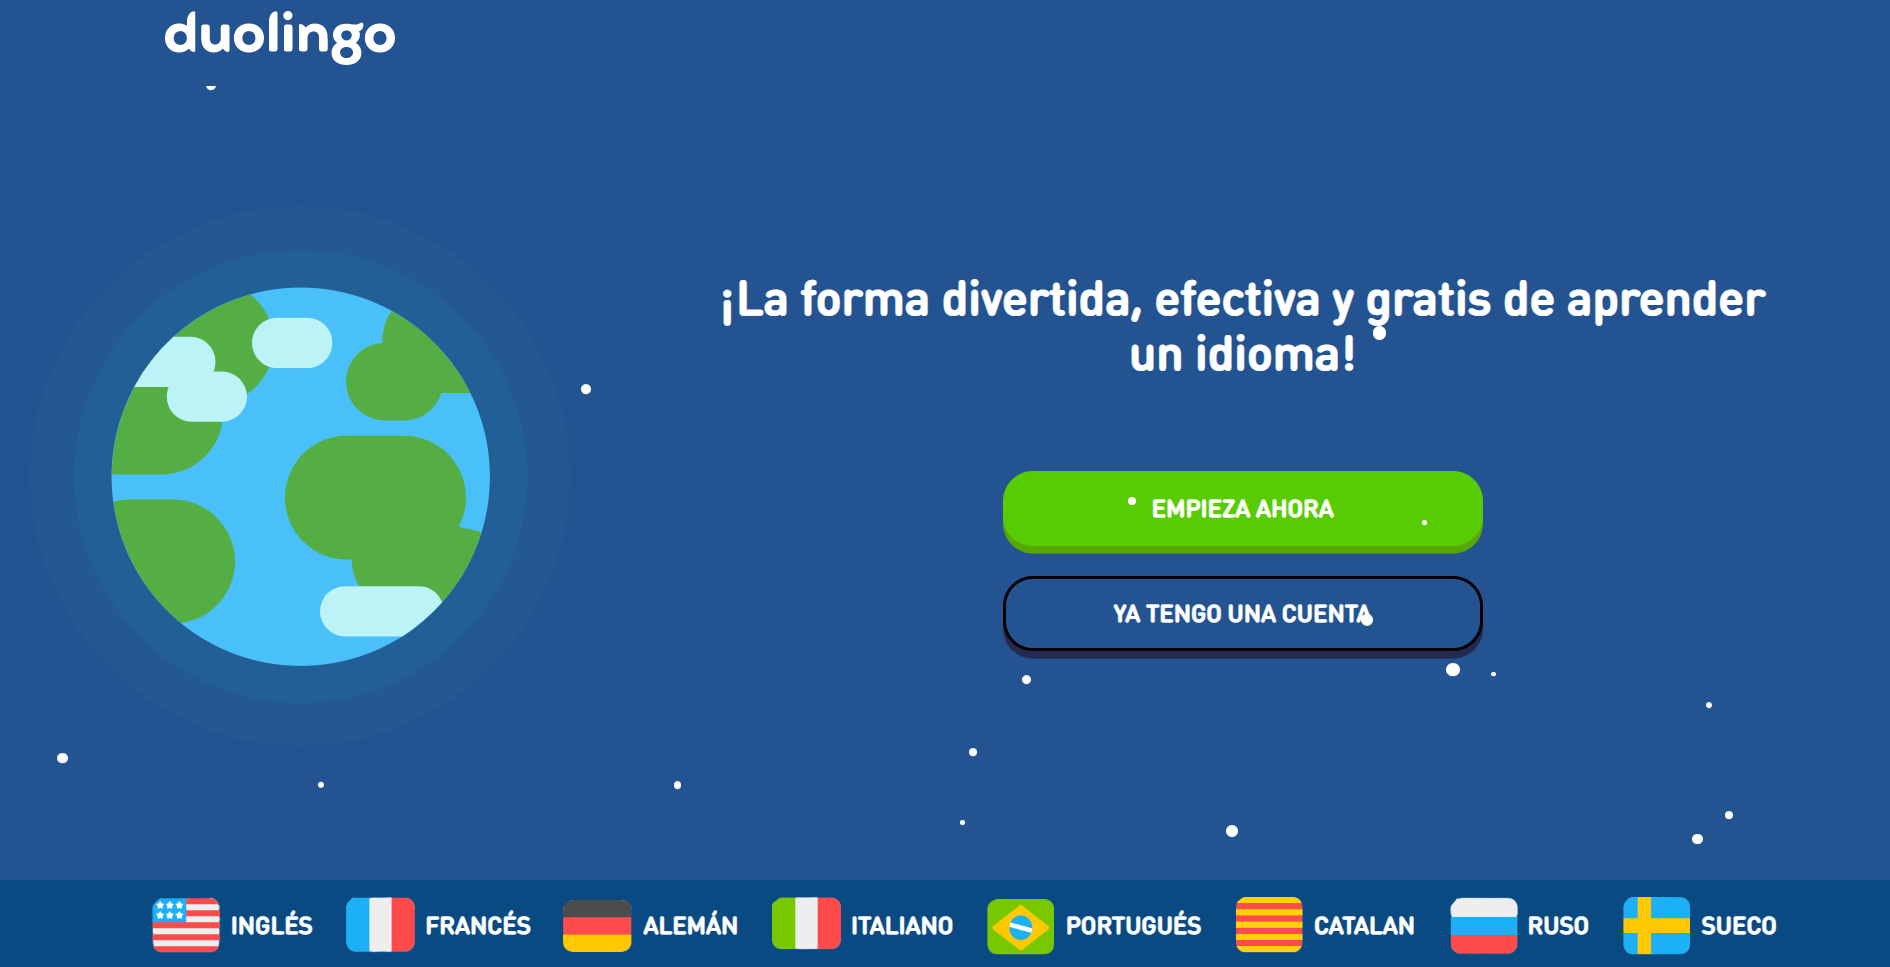 duolingo
¡La forma divertida, efectiva y gratis de aprender
un idioma!
EMPIEZA AHORA
YA TENGO UNA CUENTA
INGLÉS FRANCÉS ALEMÁN ITALIANO PORTUGUÉS CATALAN RUSO SUECO